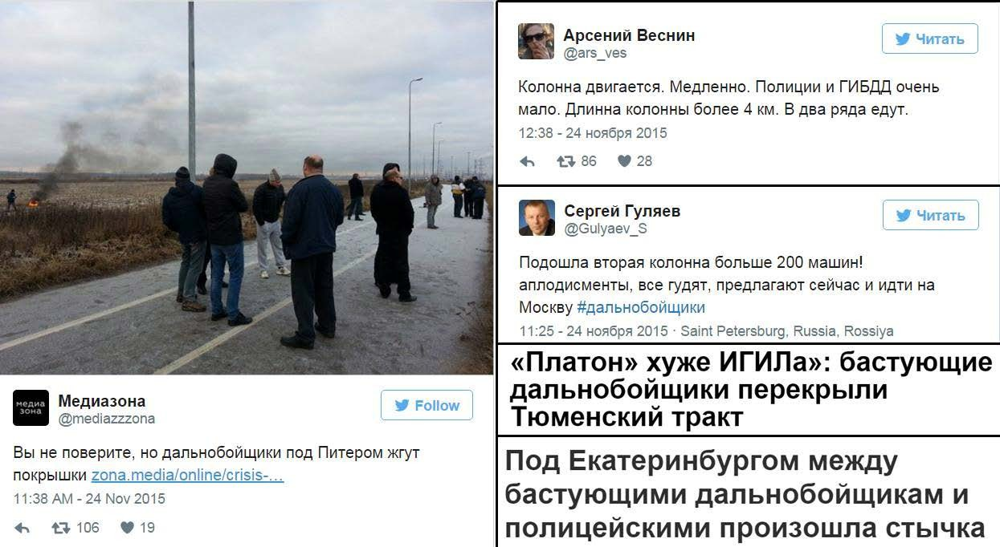 медиа
зона
Медиазона
@mediazzzona
Follow
Вы не поверите, но дальнобойщики под Питером жгут
покрышки zona.media/online/crisis-...
11:38 AM - 24 Nov 2015
106
19
Арсений Веснин
@ars_ves
Читать
Колонна двигается. Медленно. Полиции и ГИБДД очень
мало. Длинна колонны более 4 км. В два ряда едут.
12:38 - 24 ноября 2015
86
28
Сергей Гуляев
@Gulyaev_S
Читать
Подошла вторая колонна больше 200 машин!
аплодисменты, все гудят, предлагают сейчас и идти на
Москву #дальнобойщики
11:25 - 24 ноября 2015 · Saint Petersburg, Russia, Rossiya
«Платон» хуже ИГИЛа»: бастующие
дальнобойщики перекрыли
Тюменский тракт
Под Екатеринбургом между
бастующими дальнобойщикам и
полицейскими произошла стычка